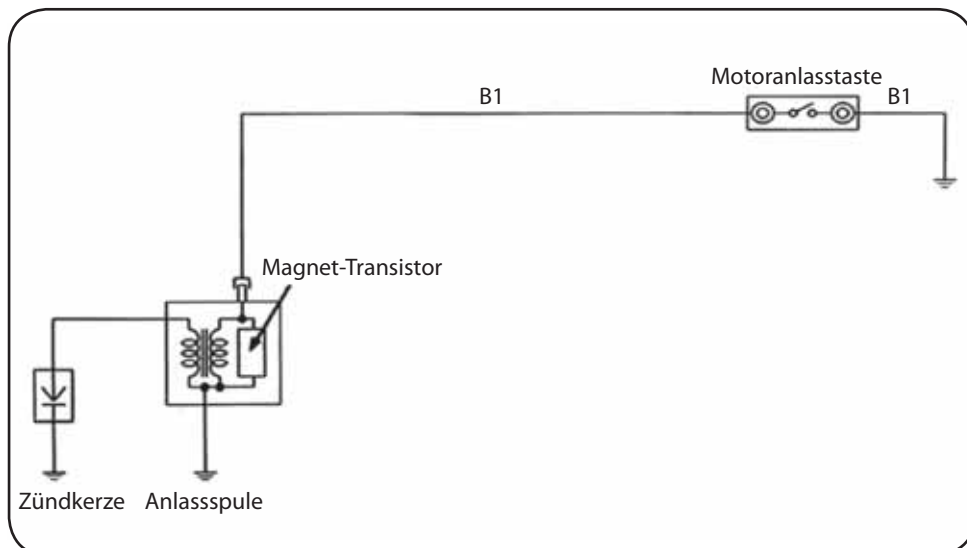 Motoranlasstaste
B1
B1
Magnet-Transistor
Zündkerze
Anlassspule